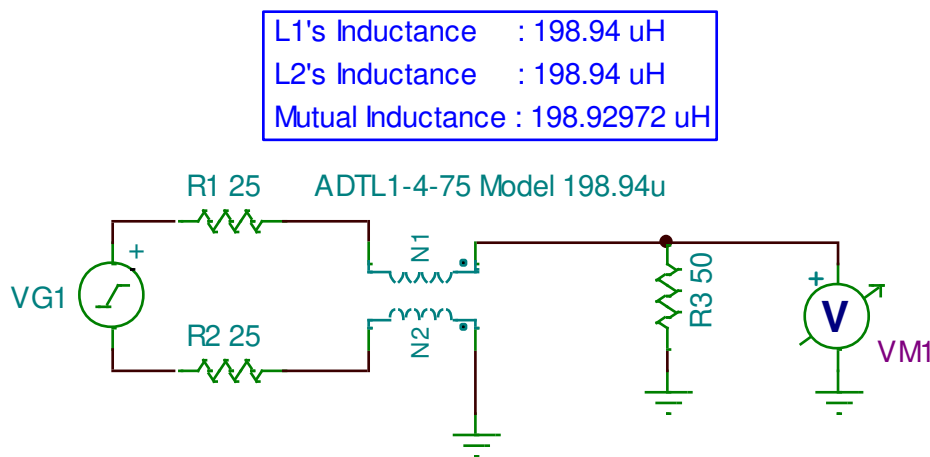 L1's Inductance : 198.94 uH
L2's Inductance : 198.94 uH
Mutual Inductance : 198.92972 uH
R1 25 ADTL1-4-75 Model 198.94u
N1
+
VG1
R2 25
N2
R3 50
+
V
VM1